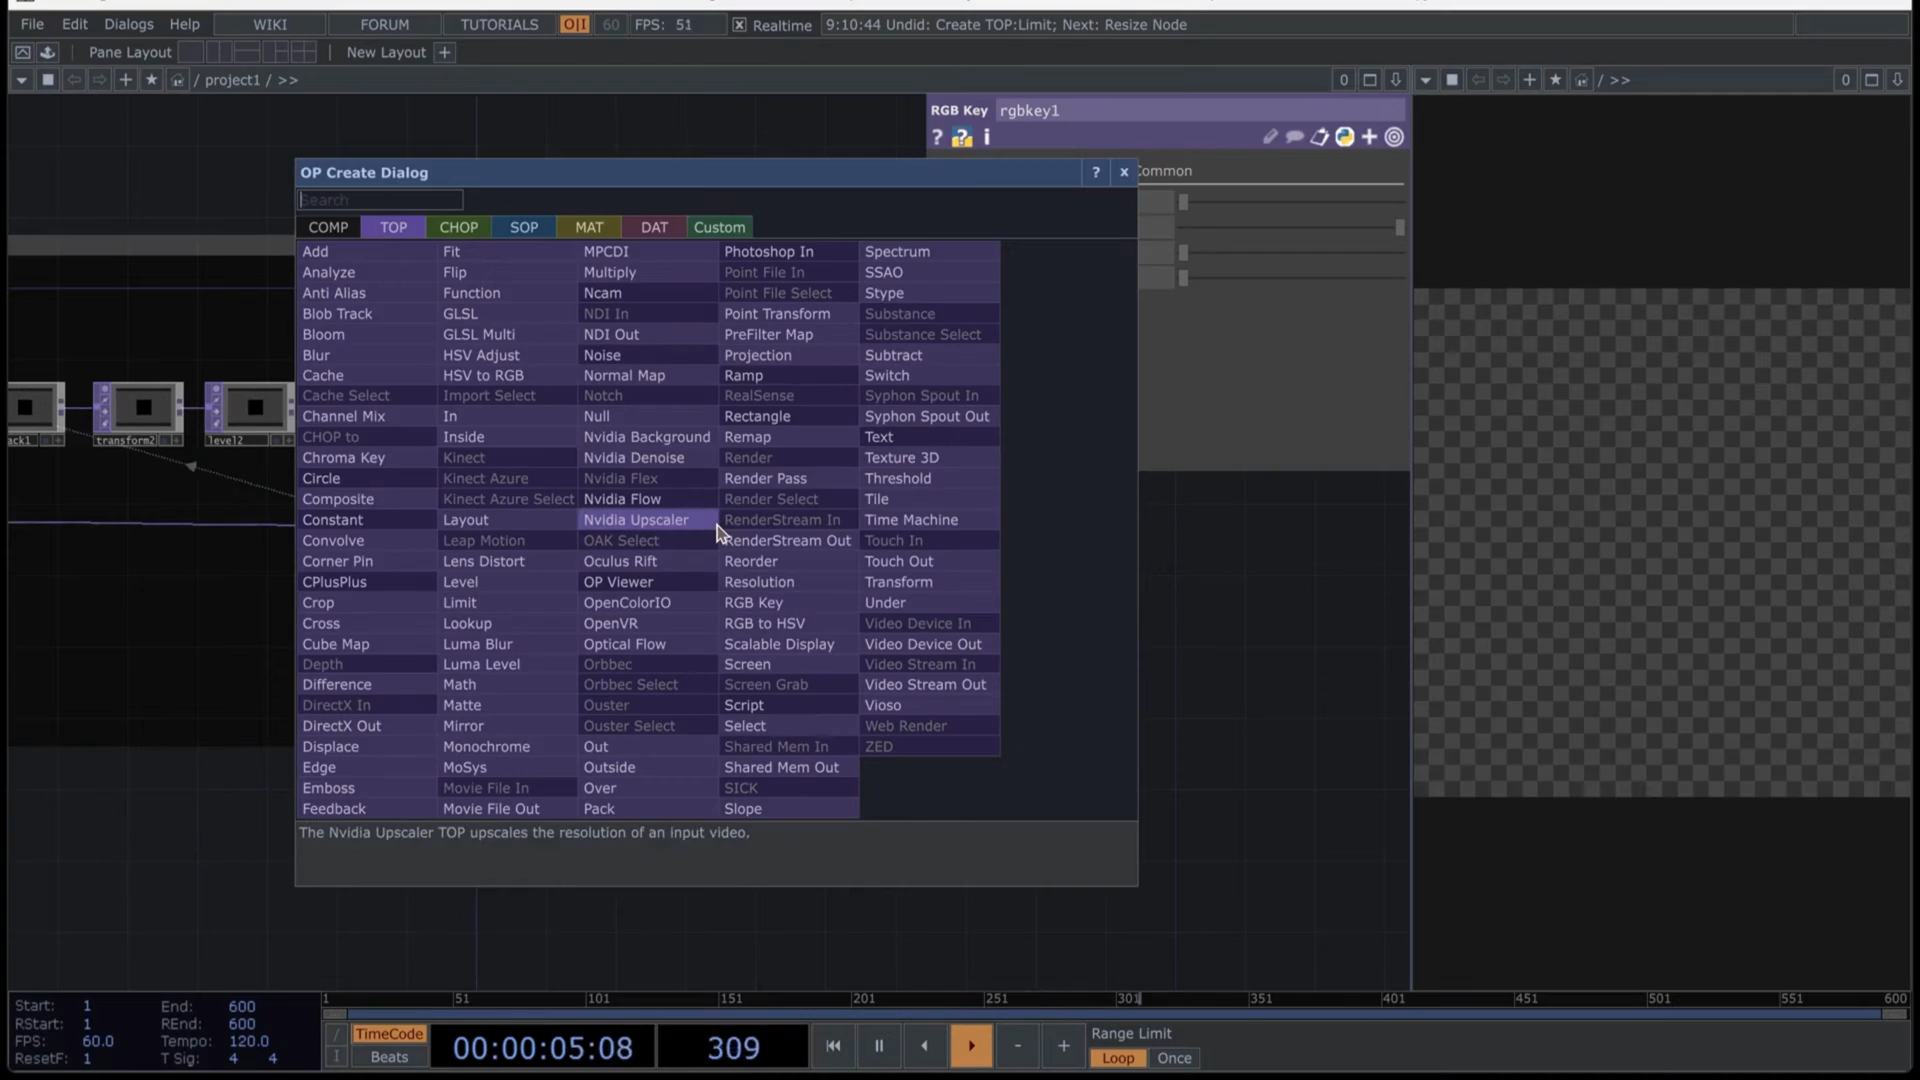 File Edit Dialogs Help WIKI FORUM TUTORIALS O|I 60 FPS: 51 Realtime 9:10:44 Undid: Create TOP:Limit; Next: Resize Node
Pane Layout New Layout +
/ project1 / >> 0 / >> 0
RGB Key rgbkey1
? ? i
Common
OP Create Dialog ? x
Search
COMP TOP CHOP SOP MAT DAT Custom
Add Fit MPCDI Photoshop In Spectrum
Analyze Flip Multiply Point File In SSAO
Anti Alias Function Ncam Point File Select Stype
Blob Track GLSL NDI In Point Transform Substance
Bloom GLSL Multi NDI Out PreFilter Map Substance Select
Blur HSV Adjust Noise Projection Subtract
Cache HSV to RGB Normal Map Ramp Switch
Cache Select Import Select Notch RealSense Syphon Spout In
Channel Mix In Null Rectangle Syphon Spout Out
CHOP to Inside Nvidia Background Remap Text
Chroma Key Kinect Nvidia Denoise Render Texture 3D
Circle Kinect Azure Nvidia Flex Render Pass Threshold
Composite Kinect Azure Select Nvidia Flow Render Select Tile
Constant Layout Nvidia Upscaler RenderStream In Time Machine
Convolve Leap Motion OAK Select RenderStream Out Touch In
Corner Pin Lens Distort Oculus Rift Reorder Touch Out
CPlusPlus Level OP Viewer Resolution Transform
Crop Limit OpenColorIO RGB Key Under
Cross Lookup OpenVR RGB to HSV Video Device In
Cube Map Luma Blur Optical Flow Scalable Display Video Device Out
Depth Luma Level Orbbec Screen Video Stream In
Difference Math Orbbec Select Screen Grab Video Stream Out
DirectX In Matte Ouster Script Vioso
DirectX Out Mirror Ouster Select Select Web Render
Displace Monochrome Out Shared Mem In ZED
Edge MoSys Outside Shared Mem Out
Emboss Movie File In Over SICK
Feedback Movie File Out Pack Slope
The Nvidia Upscaler TOP upscales the resolution of an input video.
ack1 transform2 level2
1 51 101 151 201 251 301 351 401 451 501 551 600
Start: 1 End: 600
RStart: 1 REnd: 600
FPS: 60.0 Tempo: 120.0
ResetF: 1 T Sig: 4 4
TimeCode
Beats
00:00:05:08 309
- +
Range Limit
Loop Once